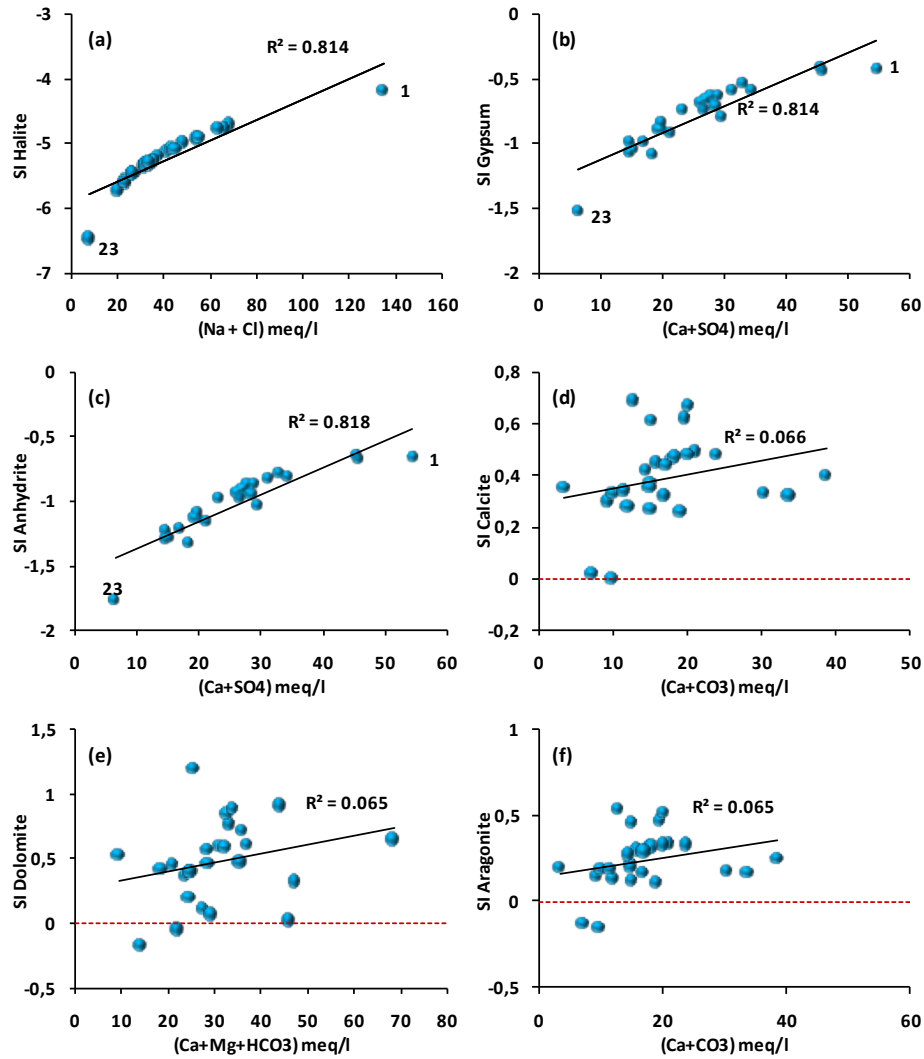 (a)
R² = 0.814
SI Halite
-3
-4
-5
-6
-7
1
23
0 20 40 60 80 100 120 140 160
(Na + Cl) meq/l
(b)
R² = 0.814
SI Gypsum
0
-0,5
-1
-1,5
-2
1
23
0 10 20 30 40 50 60
(Ca+SO4) meq/l
(c)
R² = 0.818
SI Anhydrite
0
-0,5
-1
-1,5
-2
1
23
0 10 20 30 40 50 60
(Ca+SO4) meq/l
(d)
R² = 0.066
SI Calcite
0,8
0,6
0,4
0,2
0
-0,2
0 10 20 30 40 50
(Ca+CO3) meq/l
(e)
R² = 0.065
SI Dolomite
1,5
1
0,5
0
-0,5
0 10 20 30 40 50 60 70 80
(Ca+Mg+HCO3) meq/l
(f)
R² = 0.065
SI Aragonite
1
0,5
0
-0,5
0 20 40 60
(Ca+CO3) meq/l